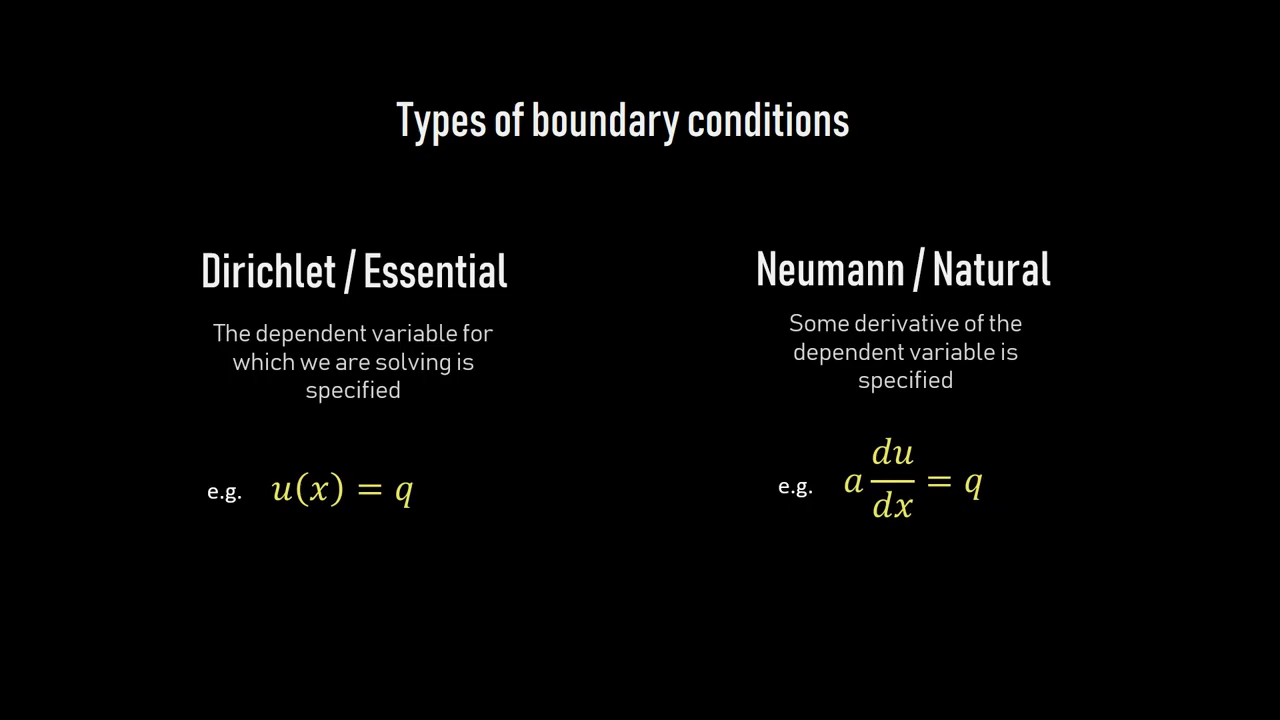 Types of boundary conditions
Dirichlet / Essential
The dependent variable for
which we are solving is
specified
e.g. u(x) = q
Neumann / Natural
Some derivative of the
dependent variable is
specified
e.g. a du/dx = q